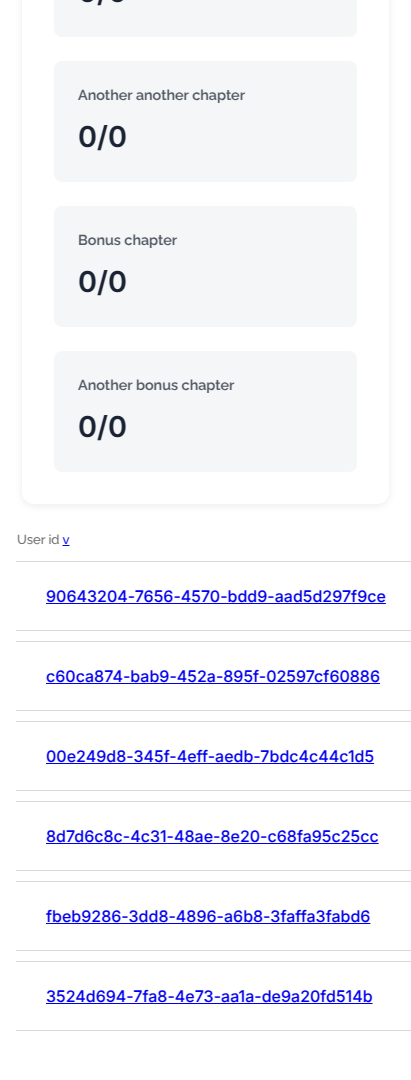 0/0
Another another chapter
0/0
Bonus chapter
0/0
Another bonus chapter
0/0
User id v
90643204-7656-4570-bdd9-aad5d297f9ce
c60ca874-bab9-452a-895f-02597cf60886
00e249d8-345f-4eff-aedb-7bdc4c44c1d5
8d7d6c8c-4c31-48ae-8e20-c68fa95c25cc
fbeb9286-3dd8-4896-a6b8-3faffa3fabd6
3524d694-7fa8-4e73-aa1a-de9a20fd514b